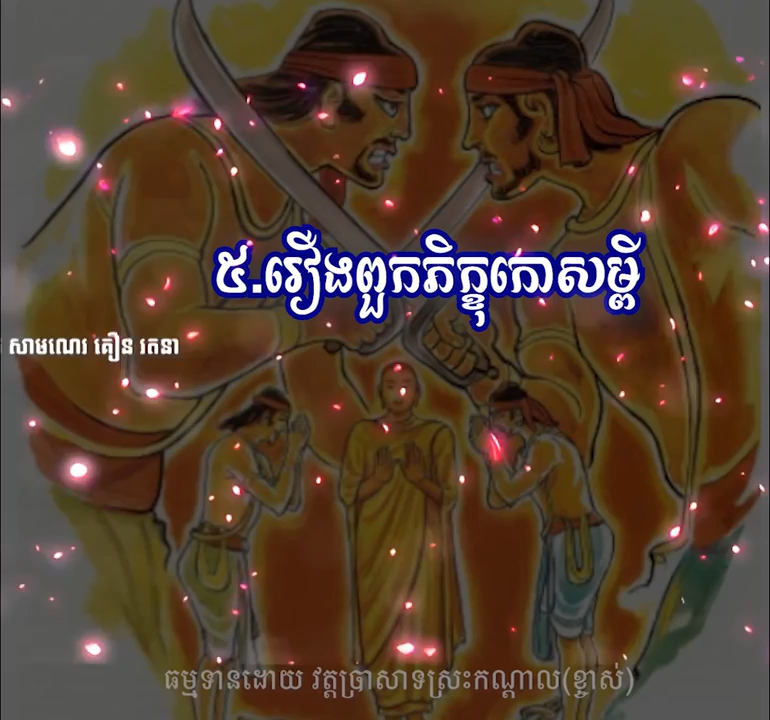 ៥.រឿងពួកភិក្ខុកោសម្ពី
សាមណេរ គឿន រតនា
ធម្មទានដោយ វត្តប្រាសាទស្រះកណ្តាល(ខ្ចាស់)